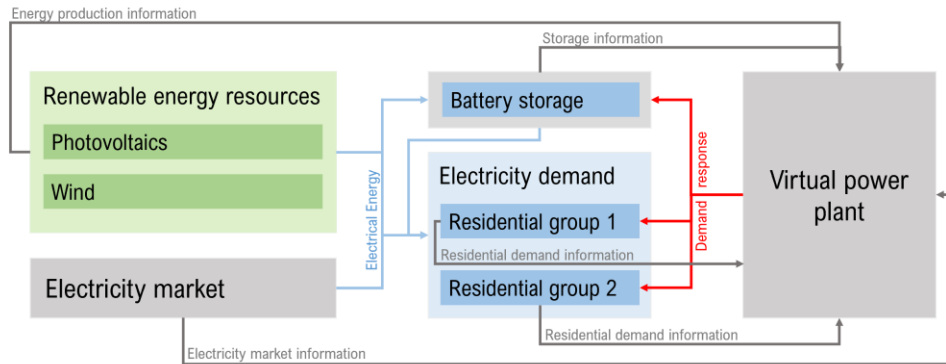 Energy production information
Storage information
Renewable energy resources
Photovoltaics
Wind
Battery storage
Electricity demand
Residential group 1
Residential demand information
Residential group 2
Electrical Energy
Demand response
Virtual power
plant
Electricity market
Residential demand information
Electricity market information